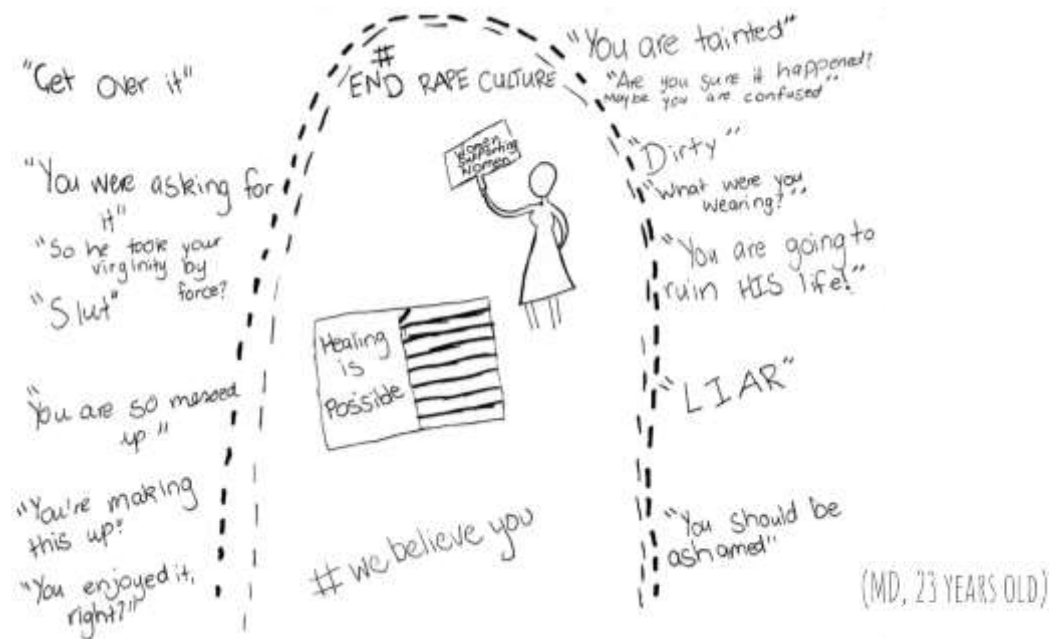 "Get over it"
"You were asking for
it"
"So he took your
virginity by
force?
"Slut"
"You are so messed
up"
"You're making
this up"
"You enjoyed it,
right?"
#
END RAPE CULTURE
Women
Supporting
Women
Healing
is
Possible
#we believe you
"You are tainted"
"Are you sure it happened?
Maybe you are confused"
"Dirty"
"What were you
wearing?"
"You are going to
ruin HIS life!"
"LIAR"
"You should be
ashamed"
(MD, 23 YEARS OLD)